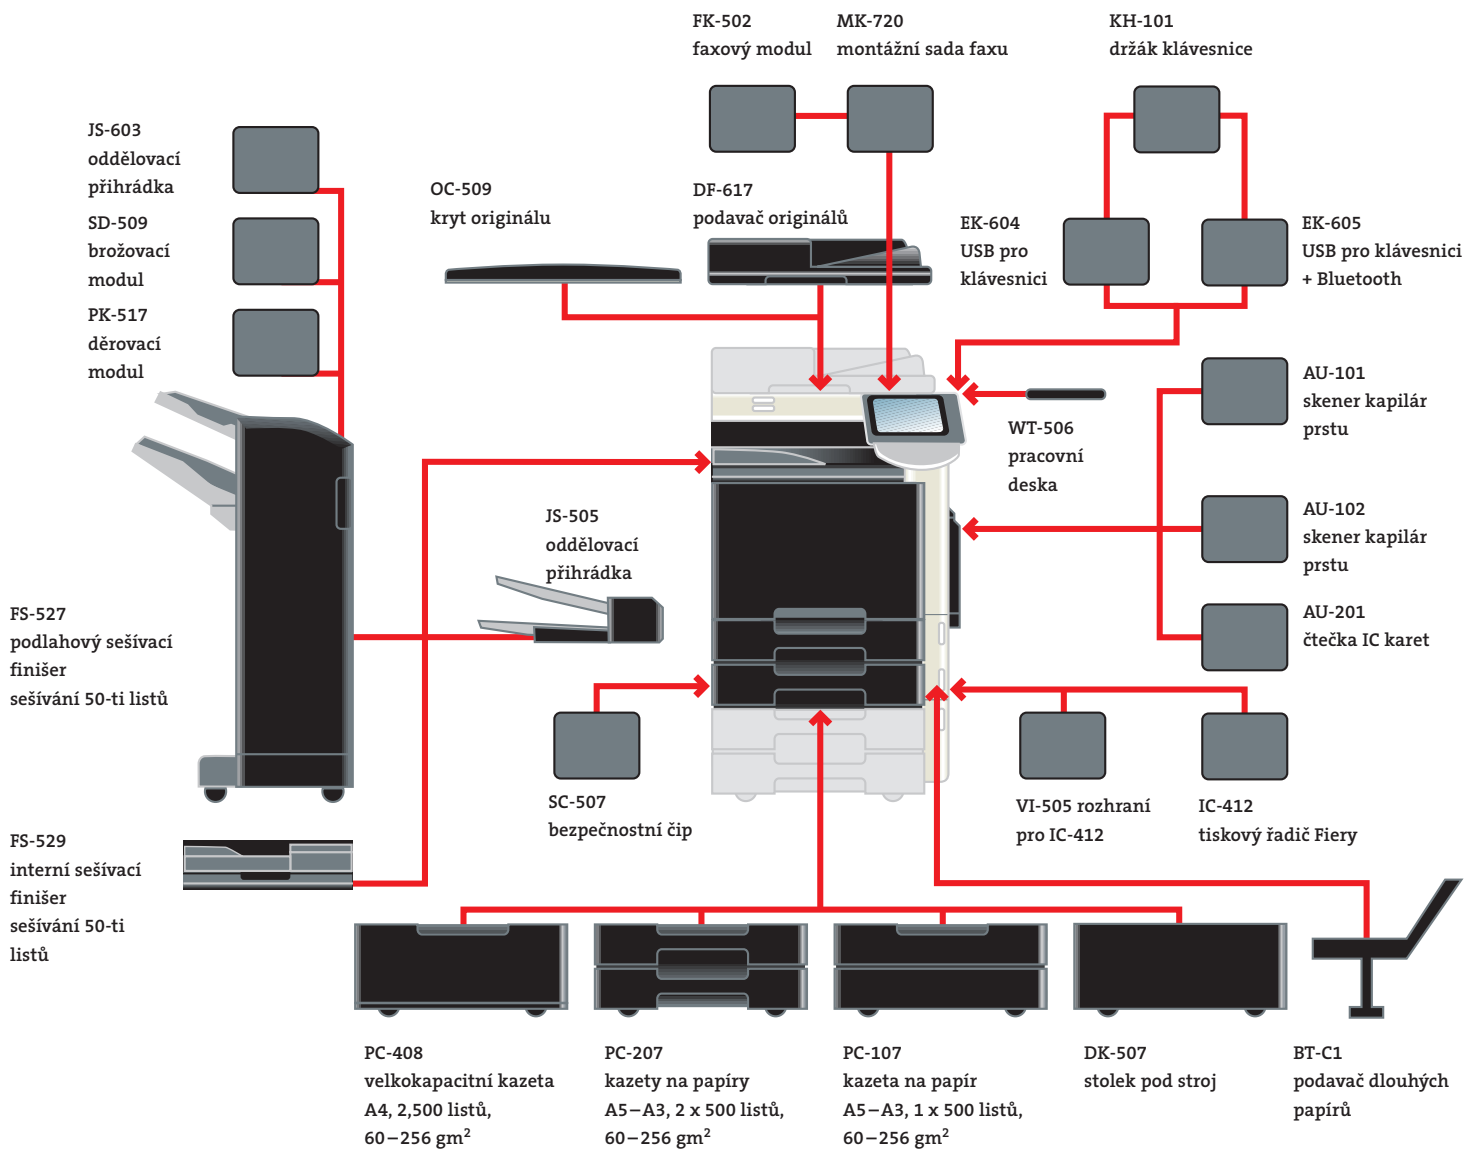 FK-502
faxový modul
MK-720
montážní sada faxu
KH-101
držák klávesnice
JS-603
oddělovací
přihrádka
SD-509
brožovací
modul
PK-517
děrovací
modul
OC-509
kryt originálu
DF-617
podavač originálů
EK-604
USB pro
klávesnici
EK-605
USB pro klávesnici
+ Bluetooth
AU-101
skener kapilár
prstu
WT-506
pracovní
deska
AU-102
skener kapilár
prstu
JS-505
oddělovací
přihrádka
FS-527
podlahový sešívací
finišer
sešívání 50-ti listů
AU-201
čtečka IC karet
SC-507
bezpečnostní čip
VI-505 rozhraní
pro IC-412
IC-412
tiskový řadič Fiery
FS-529
interní sešívací
finišer
sešívání 50-ti
listů
PC-408
velkokapacitní kazeta
A4, 2,500 listů,
60–256 gm²
PC-207
kazety na papíry
A5–A3, 2 x 500 listů,
60–256 gm²
PC-107
kazeta na papír
A5–A3, 1 x 500 listů,
60–256 gm²
DK-507
stolek pod stroj
BT-C1
podavač dlouhých
papírů